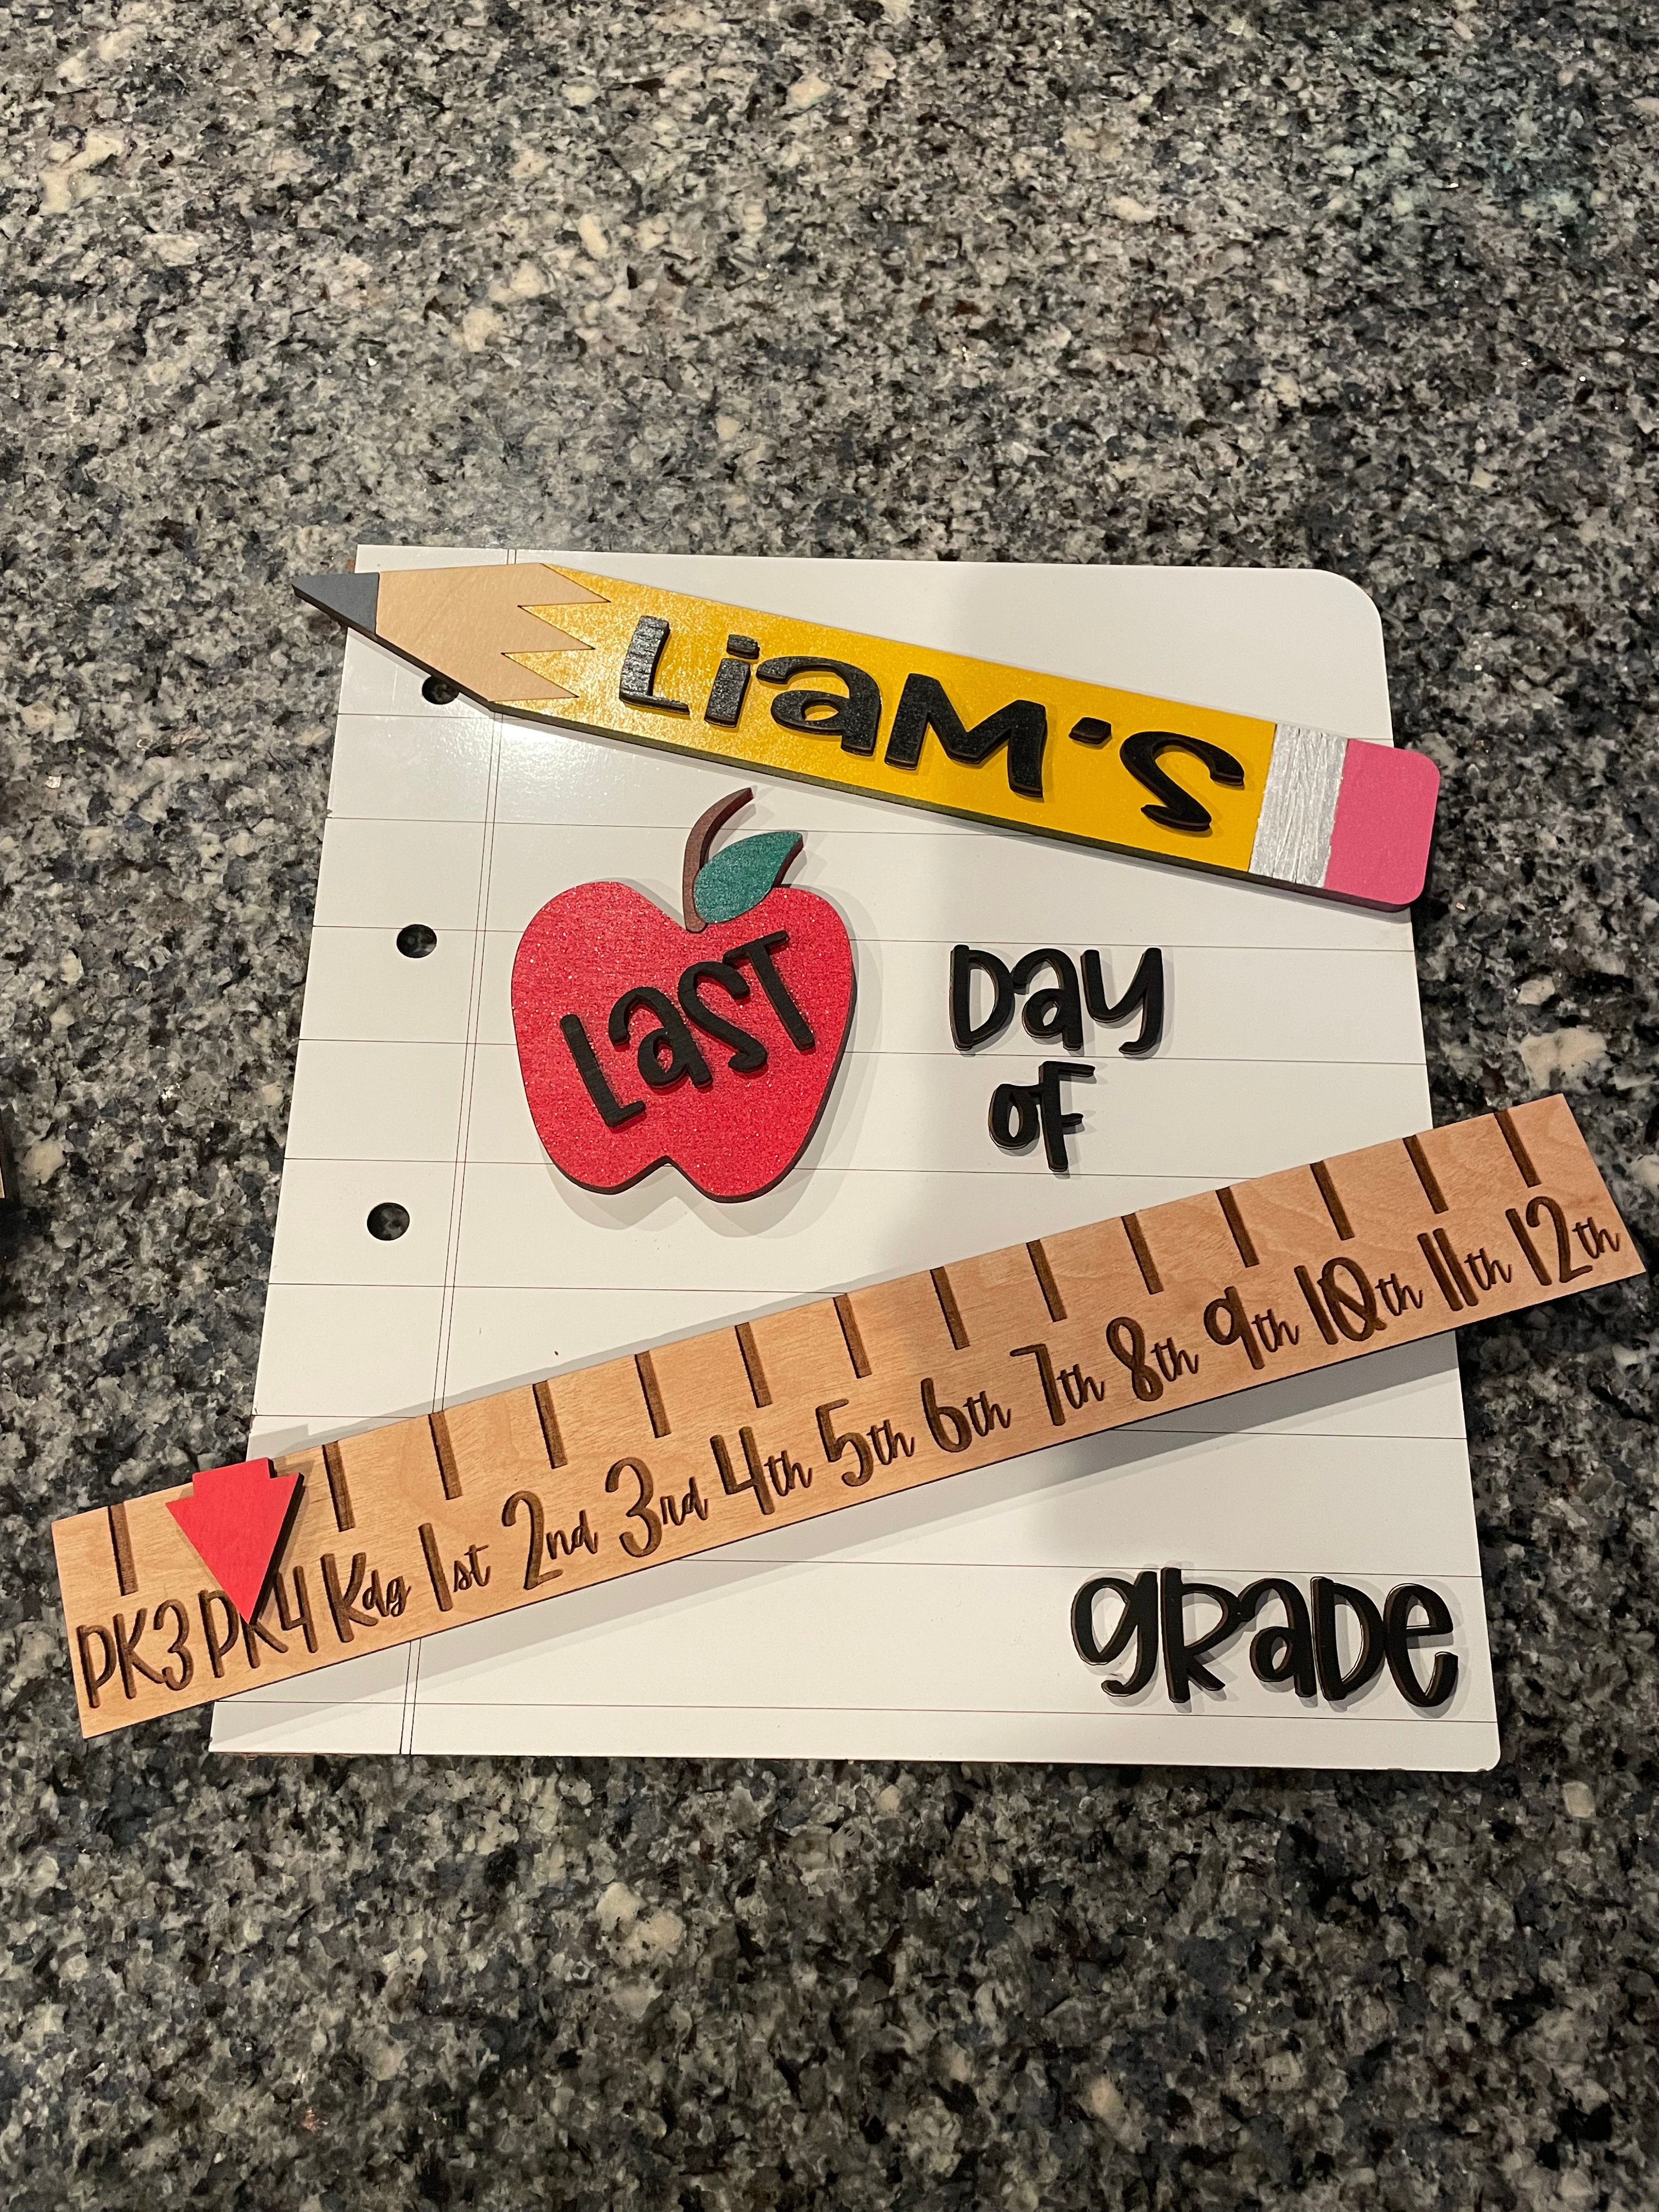 Liam's
Last
Day
of
PK3 PK4 Kdg 1st 2nd 3rd 4th 5th 6th 7th 8th 9th 10th 11th 12th
grade